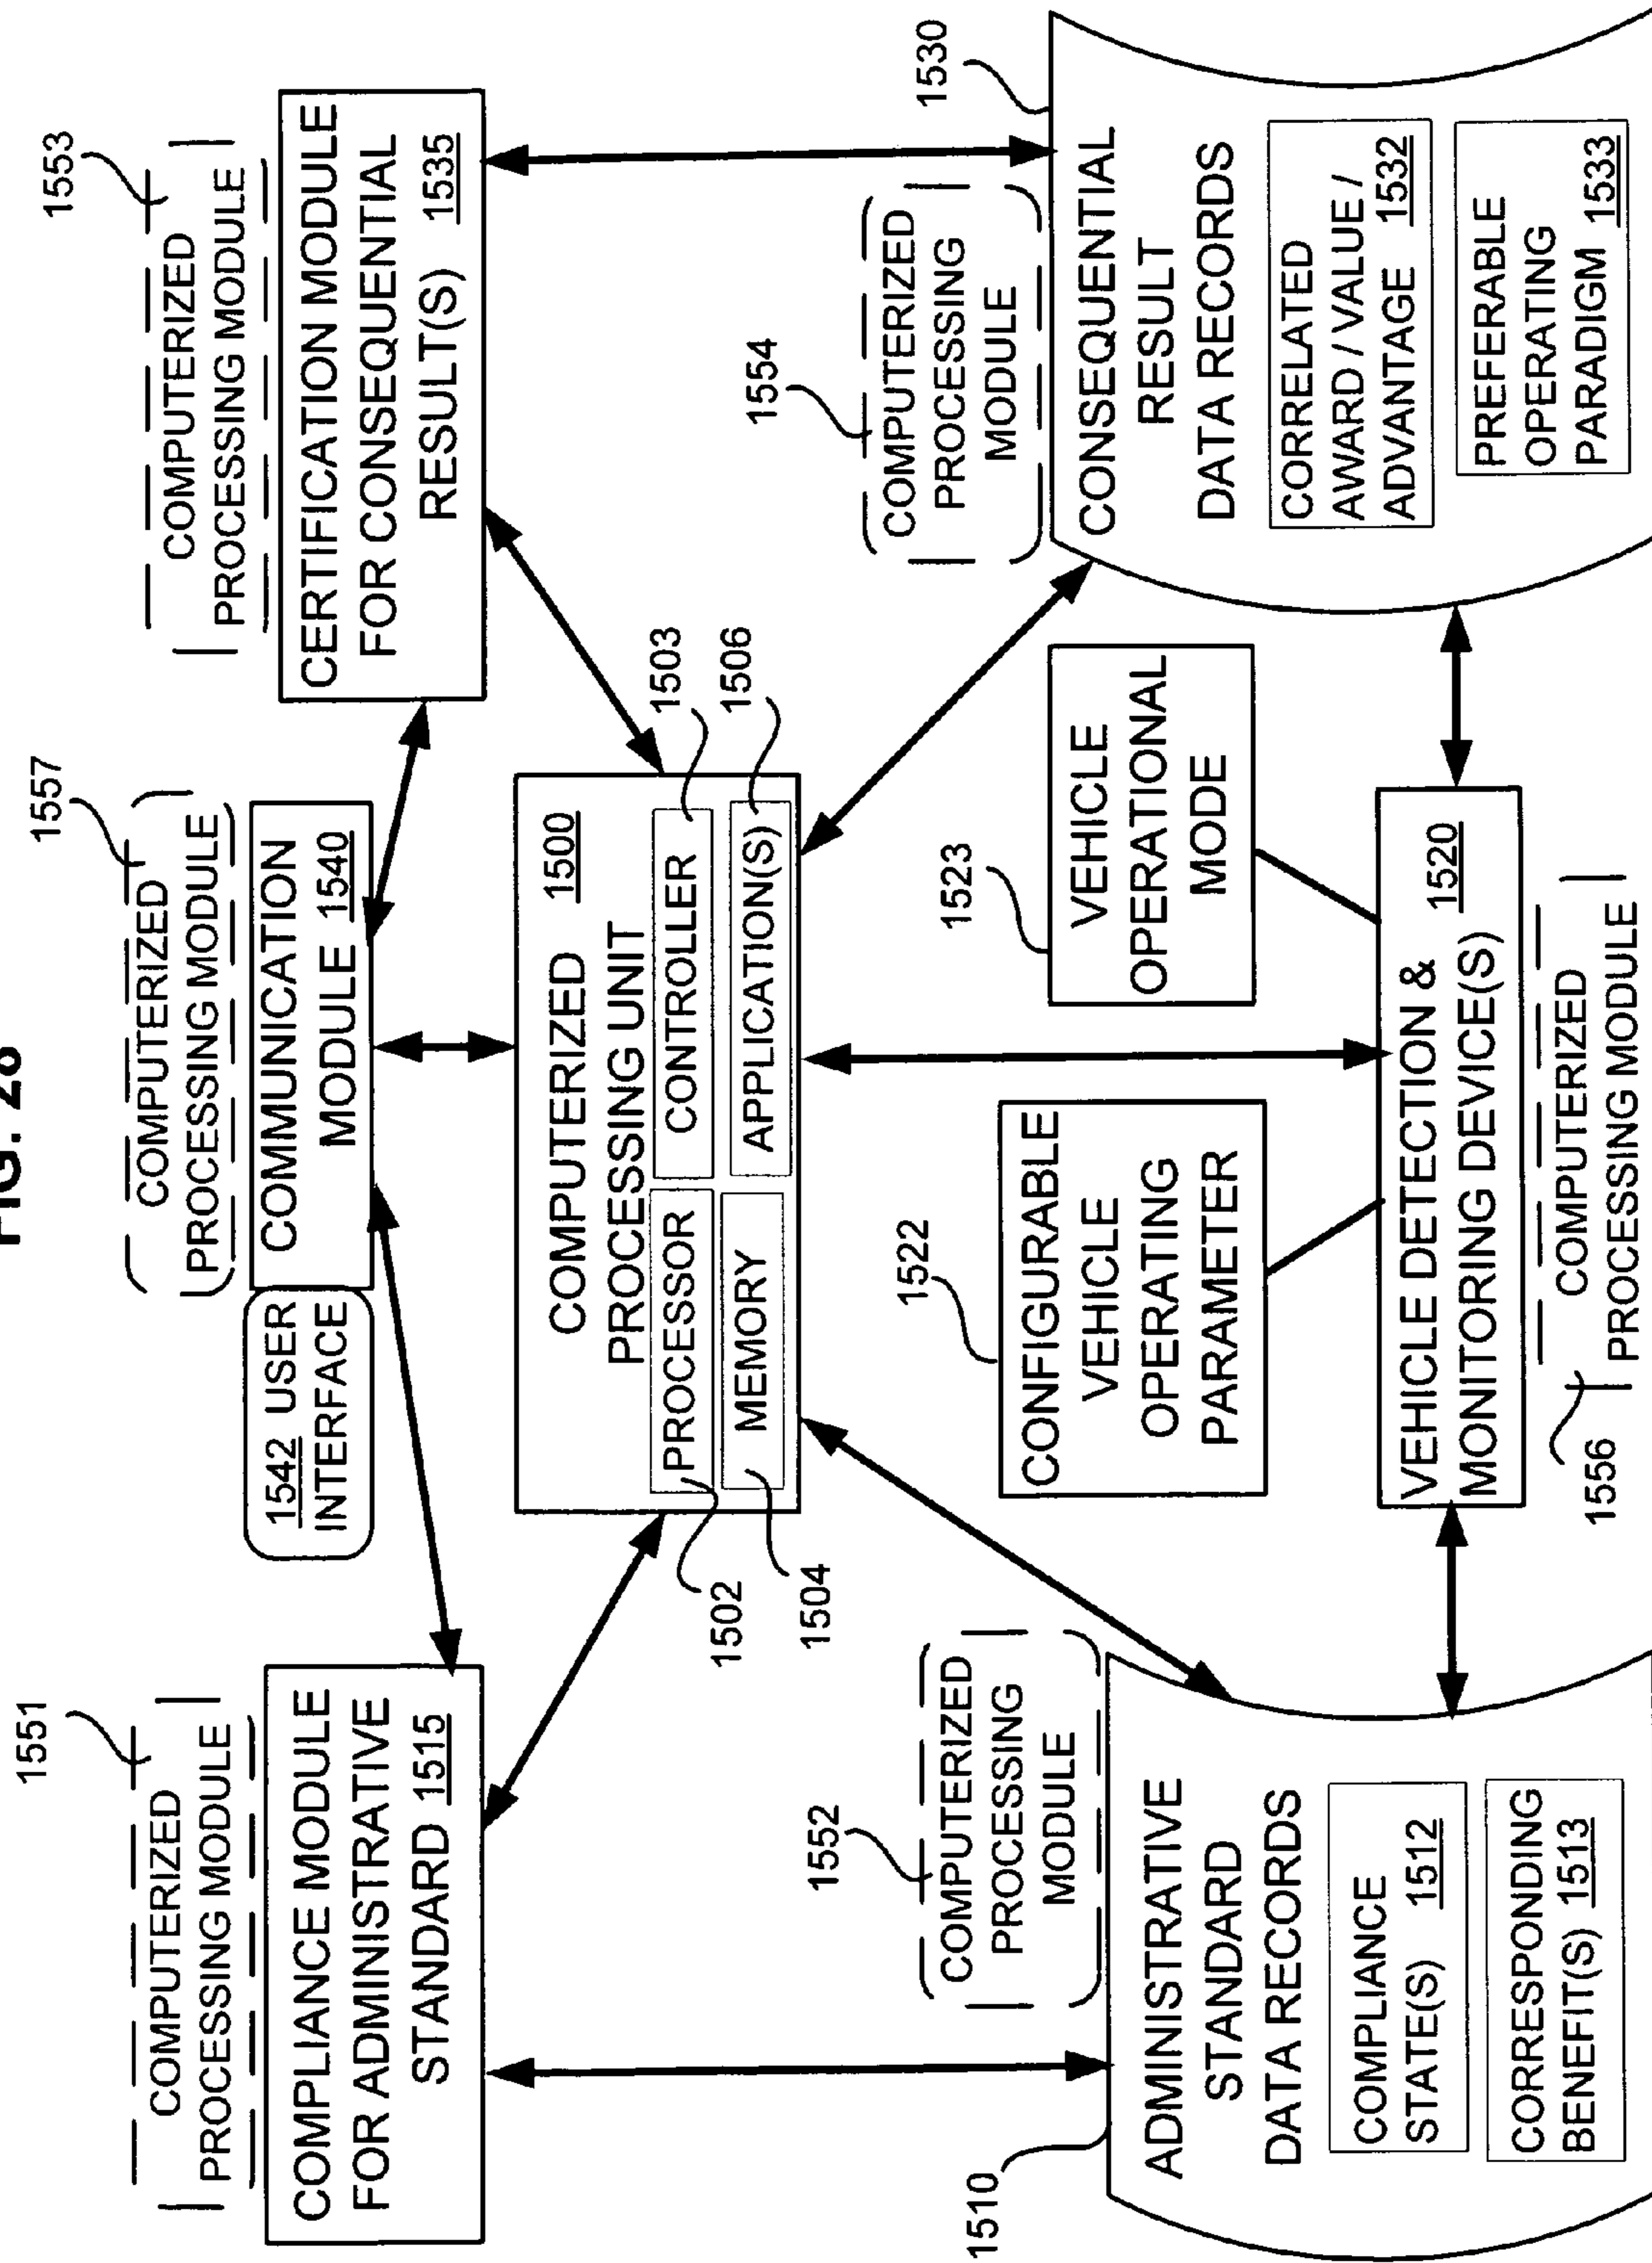 FIG. 28
1551
COMPUTERIZED
PROCESSING MODULE
COMPLIANCE MODULE
FOR ADMINISTRATIVE
STANDARD 1515
1557
COMPUTERIZED
PROCESSING MODULE
1542 USER
INTERFACE
COMMUNICATION
MODULE 1540
1553
COMPUTERIZED
PROCESSING MODULE
CERTIFICATION MODULE
FOR CONSEQUENTIAL
RESULT(S) 1535
COMPUTERIZED 1500
PROCESSING UNIT
PROCESSOR
CONTROLLER
MEMORY
APPLICATION(S)
1502
1504
1503
1506
1552
COMPUTERIZED
PROCESSING
MODULE
1510
ADMINISTRATIVE
STANDARD
DATA RECORDS
COMPLIANCE
STATE(S) 1512
CORRESPONDING
BENEFIT(S) 1513
1522
CONFIGURABLE
VEHICLE
OPERATING
PARAMETER
1523
VEHICLE
OPERATIONAL
MODE
VEHICLE DETECTION &
MONITORING DEVICE(S) 1520
1556
COMPUTERIZED
PROCESSING MODULE
1554
COMPUTERIZED
PROCESSING
MODULE
1530
CONSEQUENTIAL
RESULT
DATA RECORDS
CORRELATED
AWARD / VALUE /
ADVANTAGE 1532
PREFERABLE
OPERATING
PARADIGM 1533